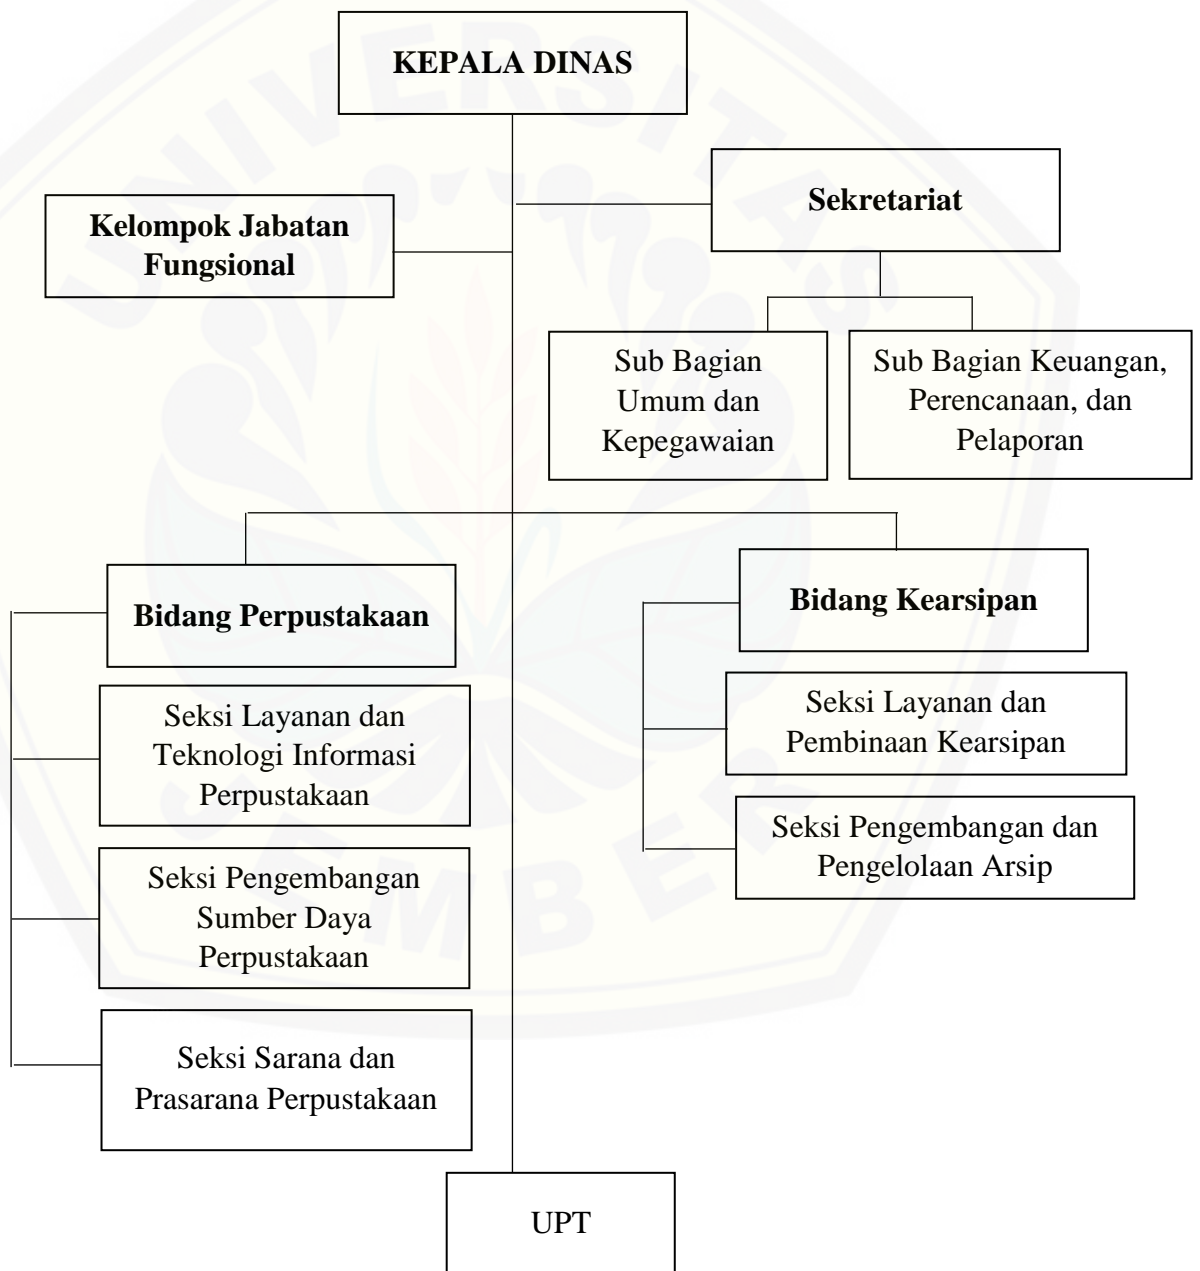 UNIVERSITAS
JEMBER
KEPALA DINAS
Sekretariat
Kelompok Jabatan
Fungsional
Sub Bagian
Umum dan
Kepegawaian
Sub Bagian Keuangan,
Perencanaan, dan
Pelaporan
Bidang Perpustakaan
Bidang Kearsipan
Seksi Layanan dan
Teknologi Informasi
Perpustakaan
Seksi Layanan dan
Pembinaan Kearsipan
Seksi Pengembangan
Sumber Daya
Perpustakaan
Seksi Pengembangan dan
Pengelolaan Arsip
Seksi Sarana dan
Prasarana Perpustakaan
UPT